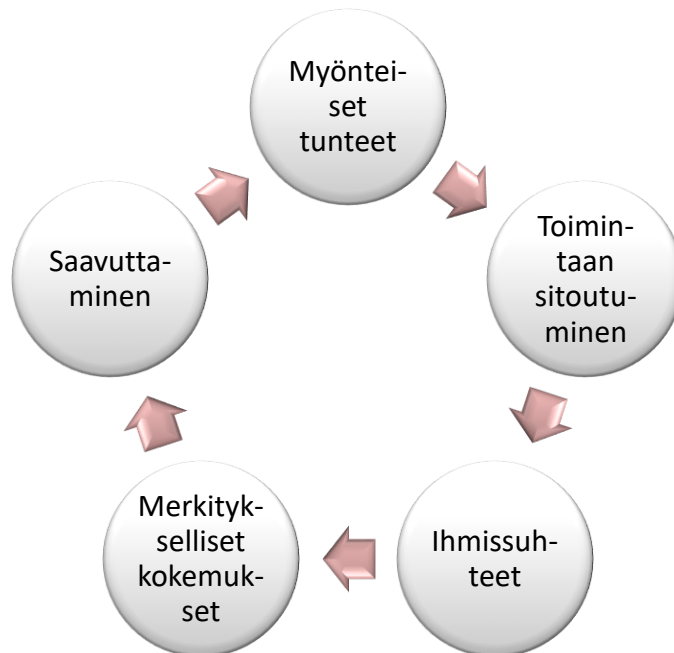 Myöntei-
set
tunteet
Toimin-
taan
sitoutu-
minen
Ihmissuh-
teet
Merkityk-
selliset
kokemuk-
set
Saavutta-
minen